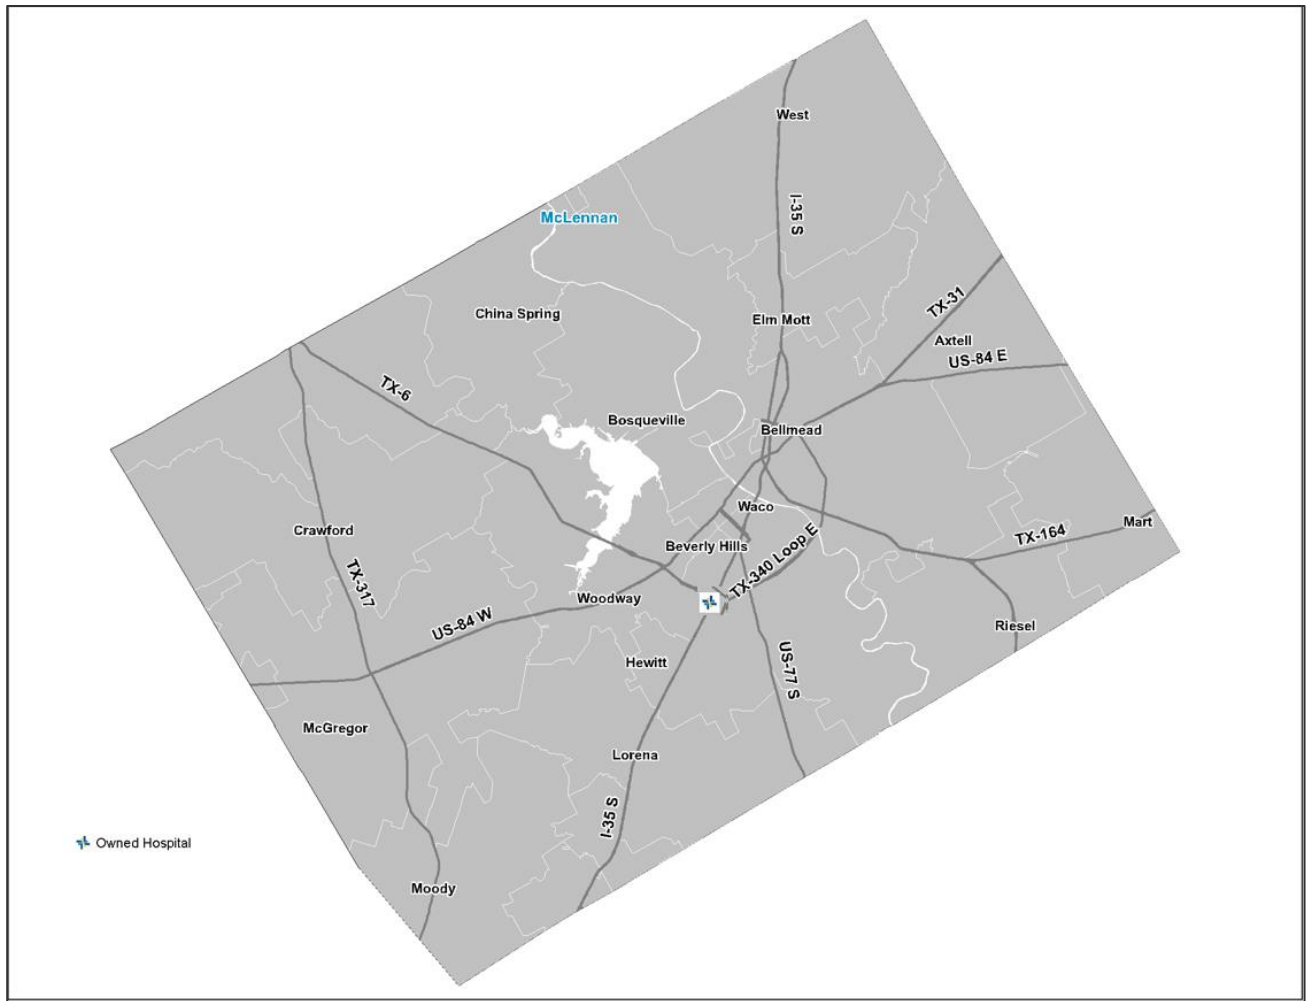 West
I-35 S
McLennan
China Spring
TX-31
Elm Mott
Axtell
US-84 E
TX-6
Bosqueville
Bellmead
Waco
Crawford
Beverly Hills
TX-340 Loop E
TX-164
Mart
TX-317
Woodway
US-84 W
Riesel
Hewitt
US-77 S
McGregor
Lorena
I-35 S
Owned Hospital
Moody